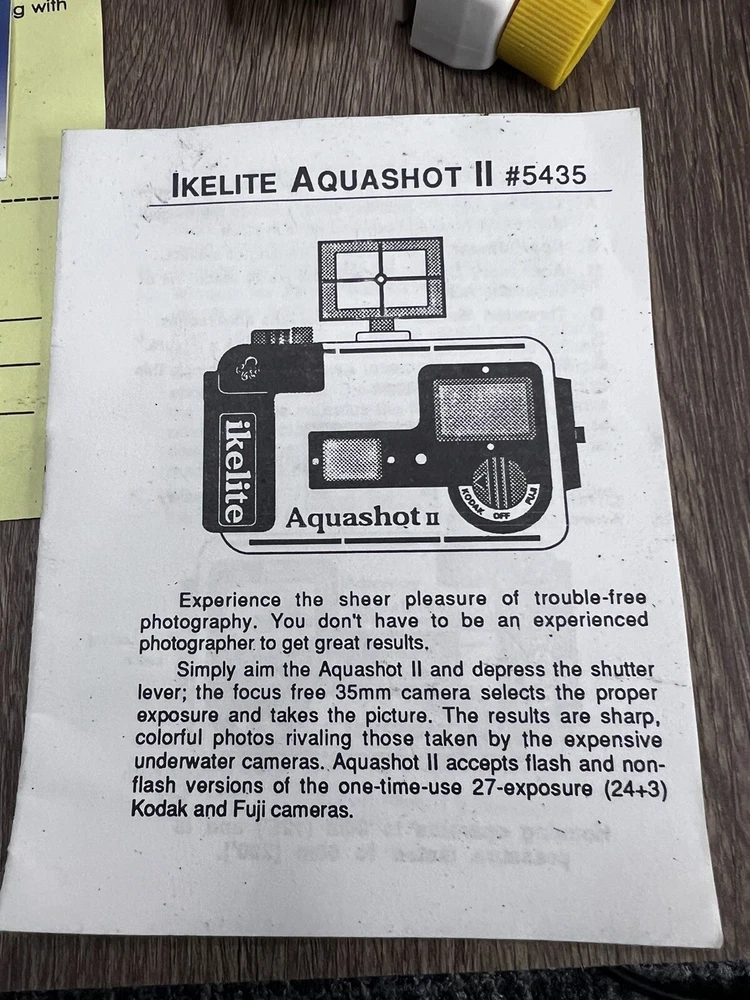 g with
IKELITE AQUASHOT II #5435
ikelite
KODAK OFF FUJI
Aquashot II
Experience the sheer pleasure of trouble-free
photography. You don't have to be an experienced
photographer to get great results.
Simply aim the Aquashot II and depress the shutter
lever; the focus free 35mm camera selects the proper
exposure and takes the picture. The results are sharp,
colorful photos rivaling those taken by the expensive
underwater cameras. Aquashot II accepts flash and non-
flash versions of the one-time-use 27-exposure (24+3)
Kodak and Fuji cameras.